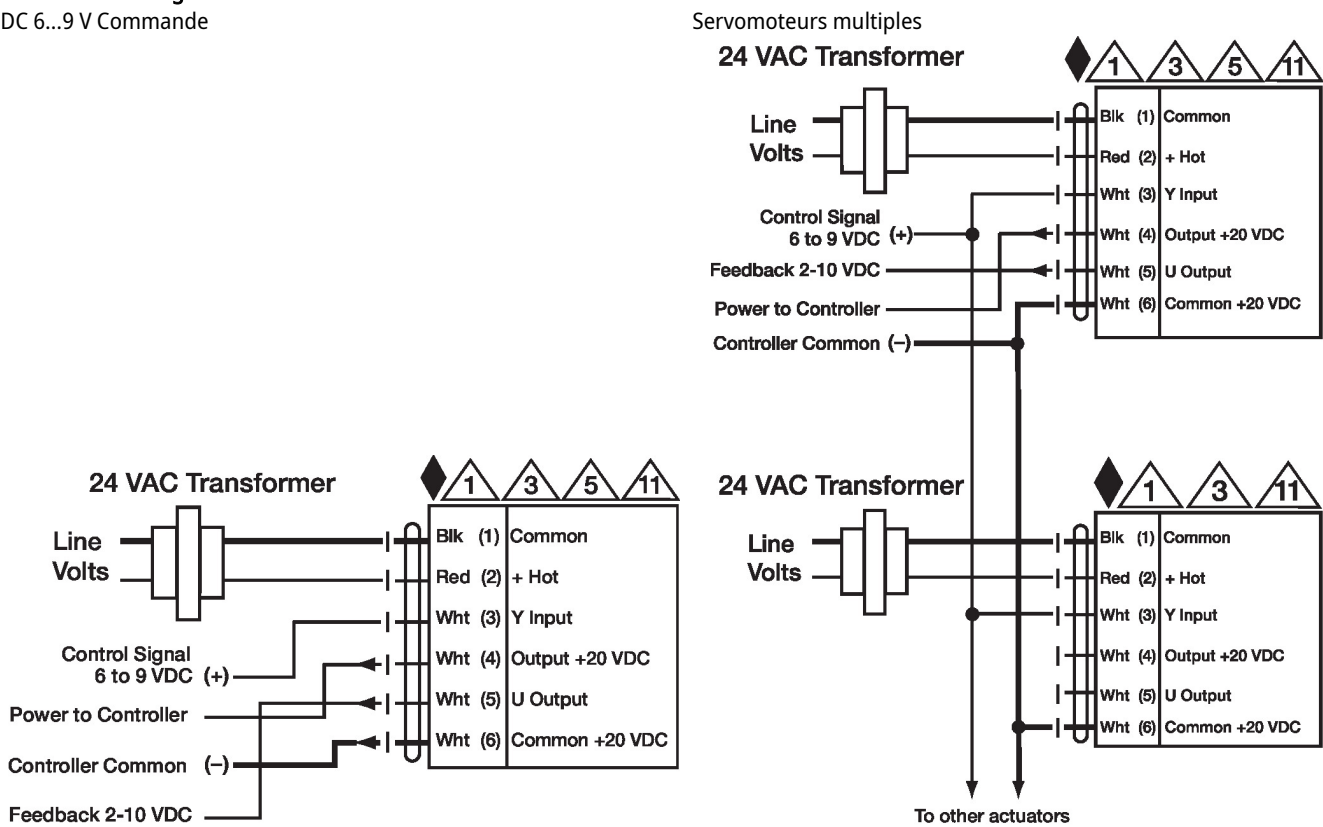 DC 6...9 V Commande
Servomoteurs multiples
24 VAC Transformer
1 3 5 11
Line
Volts
Control Signal
6 to 9 VDC (+)
Feedback 2-10 VDC
Power to Controller
Controller Common (–)
Blk (1) Common
Red (2) + Hot
Wht (3) Y Input
Wht (4) Output +20 VDC
Wht (5) U Output
Wht (6) Common +20 VDC
24 VAC Transformer
1 3 5 11
Line
Volts
Control Signal
6 to 9 VDC (+)
Power to Controller
Controller Common (–)
Feedback 2-10 VDC
Blk (1) Common
Red (2) + Hot
Wht (3) Y Input
Wht (4) Output +20 VDC
Wht (5) U Output
Wht (6) Common +20 VDC
24 VAC Transformer
1 3 11
Line
Volts
Blk (1) Common
Red (2) + Hot
Wht (3) Y Input
Wht (4) Output +20 VDC
Wht (5) U Output
Wht (6) Common +20 VDC
To other actuators